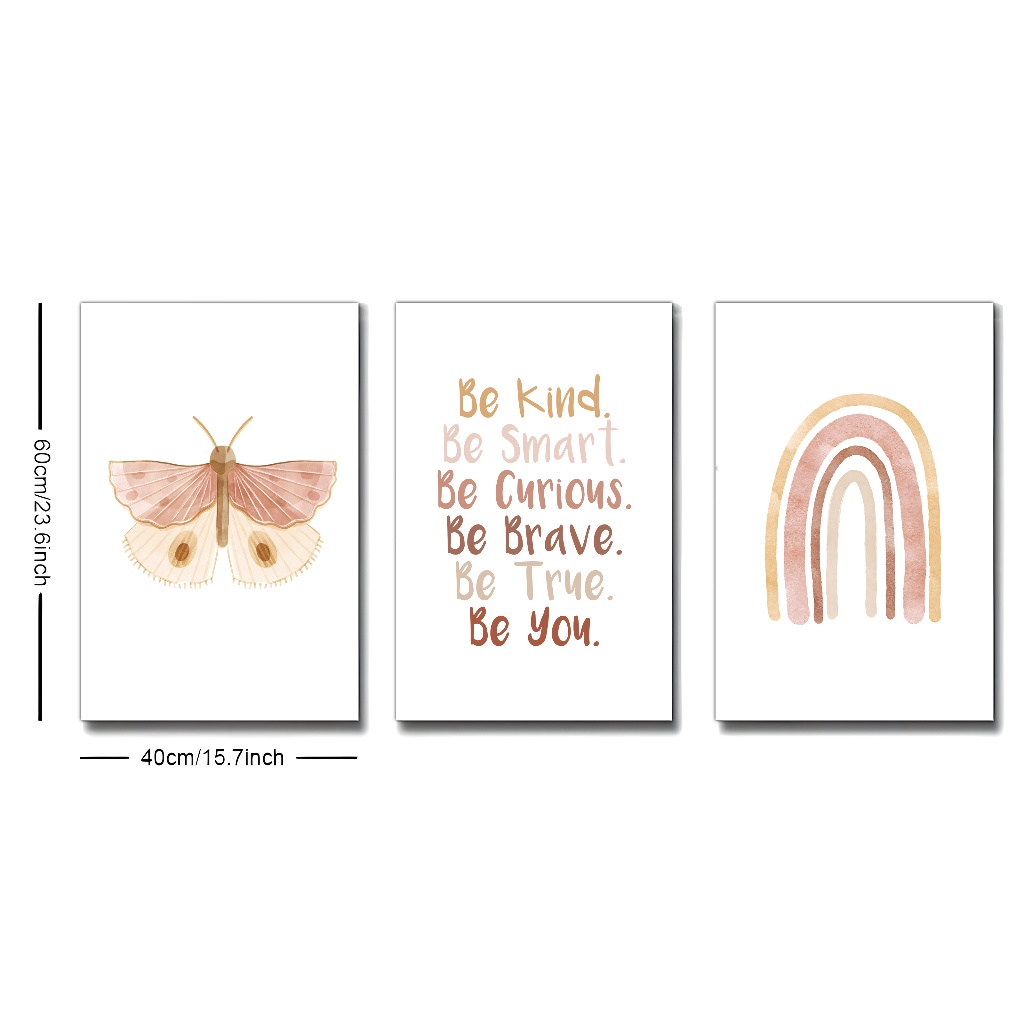 60cm/23.6inch
Be Kind.
Be Smart.
Be Curious.
Be Brave.
Be True.
Be You.
40cm/15.7inch